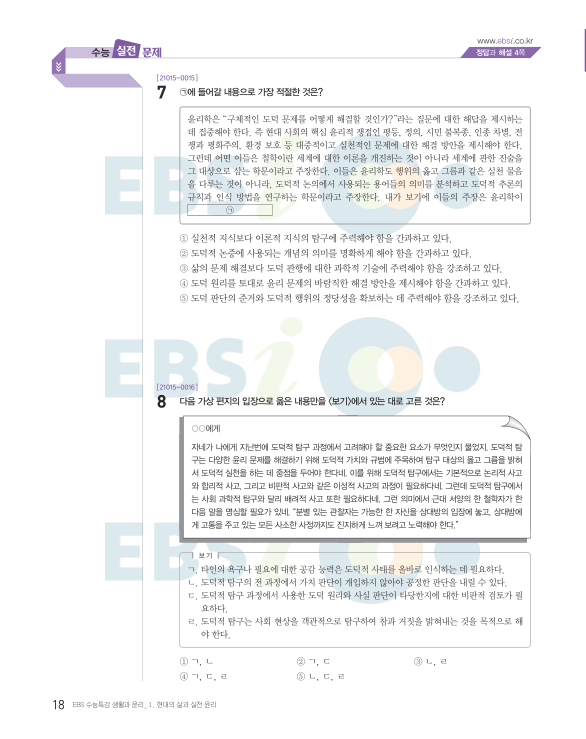 www.ebsi.co.kr
수능 실전 문제
정답과 해설 4쪽
[21015-0015]
7 ㉠에 들어갈 내용으로 가장 적절한 것은?
윤리학은 “구체적인 도덕 문제를 어떻게 해결할 것인가?”라는 질문에 대한 해답을 제시하는
데 집중해야 한다. 즉 현대 사회의 핵심 윤리적 쟁점인 평등, 정의, 시민 불복종, 인종 차별, 전
쟁과 평화주의, 환경 보호 등 대중적이고 실천적인 문제에 대한 해결 방안을 제시해야 한다.
그런데 어떤 이들은 철학이란 세계에 대한 이론을 개진하는 것이 아니라 세계에 관한 진술을
그 대상으로 삼는 학문이라고 주장한다. 이들은 윤리학도 행위의 옳고 그름과 같은 실천 물음
을 다루는 것이 아니라, 도덕적 논의에서 사용되는 용어들의 의미를 분석하고 도덕적 추론의
규칙과 인식 방법을 연구하는 학문이라고 주장한다. 내가 보기에 이들의 주장은 윤리학이
㉠
① 실천적 지식보다 이론적 지식의 탐구에 주력해야 함을 간과하고 있다.
② 도덕적 논증에 사용되는 개념의 의미를 명확하게 해야 함을 간과하고 있다.
③ 삶의 문제 해결보다 도덕 관행에 대한 과학적 기술에 주력해야 함을 강조하고 있다.
④ 도덕 원리를 토대로 윤리 문제의 바람직한 해결 방안을 제시해야 함을 간과하고 있다.
⑤ 도덕 판단의 준거와 도덕적 행위의 정당성을 확보하는 데 주력해야 함을 강조하고 있다.
EBSi
[21015-0016]
8 다음 가상 편지의 입장으로 옳은 내용만을 〈보기〉에서 있는 대로 고른 것은?
○○에게
자네가 나에게 지난번에 도덕적 탐구 과정에서 고려해야 할 중요한 요소가 무엇인지 물었지. 도덕적 탐
구는 다양한 윤리 문제를 해결하기 위해 도덕적 가치와 규범에 주목하여 탐구 대상의 옳고 그름을 밝혀
서 도덕적 실천을 하는 데 중점을 두어야 한다네. 이를 위해 도덕적 탐구에서는 기본적으로 논리적 사고
와 합리적 사고, 그리고 비판적 사고와 같은 이성적 사고의 과정이 필요하다네. 그런데 도덕적 탐구에서
는 사회 과학적 탐구와 달리 배려적 사고 또한 필요하다네. 그런 의미에서 근대 서양의 한 철학자가 한
다음 말을 명심할 필요가 있네. “분별 있는 관찰자는 가능한 한 자신을 상대방의 입장에 놓고, 상대방에
게 고통을 주고 있는 모든 사소한 사정까지도 진지하게 느껴 보려고 노력해야 한다.”
보기
ㄱ. 타인의 욕구나 필요에 대한 공감 능력은 도덕적 사태를 올바로 인식하는 데 필요하다.
ㄴ. 도덕적 탐구의 전 과정에서 가치 판단이 개입하지 않아야 공정한 판단을 내릴 수 있다.
ㄷ. 도덕적 탐구 과정에서 사용한 도덕 원리와 사실 판단이 타당한지에 대한 비판적 검토가 필
요하다.
ㄹ. 도덕적 탐구는 사회 현상을 객관적으로 탐구하여 참과 거짓을 밝혀내는 것을 목적으로 해
야 한다.
① ㄱ, ㄴ ② ㄱ, ㄷ ③ ㄴ, ㄹ
④ ㄱ, ㄷ, ㄹ ⑤ ㄴ, ㄷ, ㄹ
18 EBS 수능특강 생활과 윤리_Ⅰ. 현대의 삶과 실천 윤리